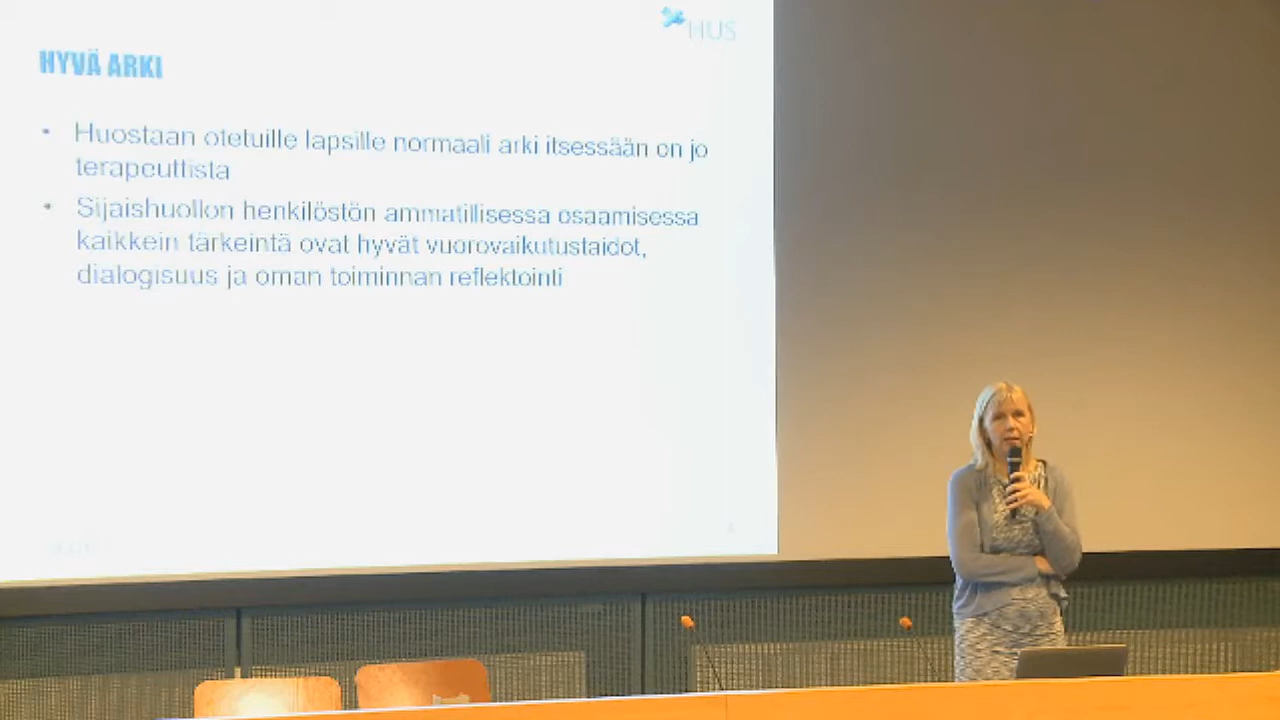 HUS
HYVÄ ARKI
• Huostaan otetuille lapsille normaali arki itsessään on jo
terapeuttista
• Sijaishuollon henkilöstön ammatillisessa osaamisessa
kaikkein tärkeintä ovat hyvät vuorovaikutustaidot,
dialogisuus ja oman toiminnan reflektointi